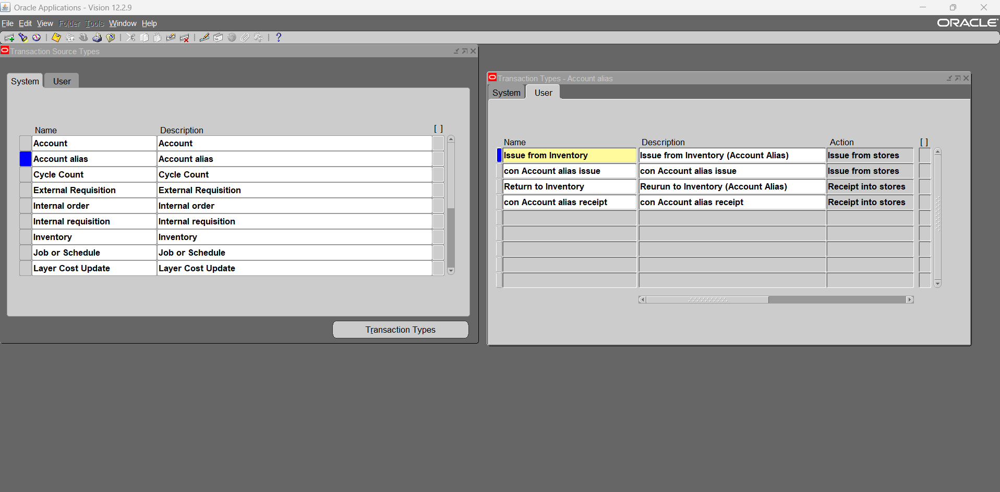 Oracle Applications - Vision 12.2.9
File Edit View Folder Tools Window Help
ORACLE
Transaction Source Types
System User
Name Description [ ]
Account Account
Account alias Account alias
Cycle Count Cycle Count
External Requisition External Requisition
Internal order Internal order
Internal requisition Internal requisition
Inventory Inventory
Job or Schedule Job or Schedule
Layer Cost Update Layer Cost Update
Transaction Types
Transaction Types - Account alias
System User
Name Description Action [ ]
Issue from Inventory Issue from Inventory (Account Alias) Issue from stores
con Account alias issue con Account alias issue Issue from stores
Return to Inventory Reurun to Inventory (Account Alias) Receipt into stores
con Account alias receipt con Account alias receipt Receipt into stores